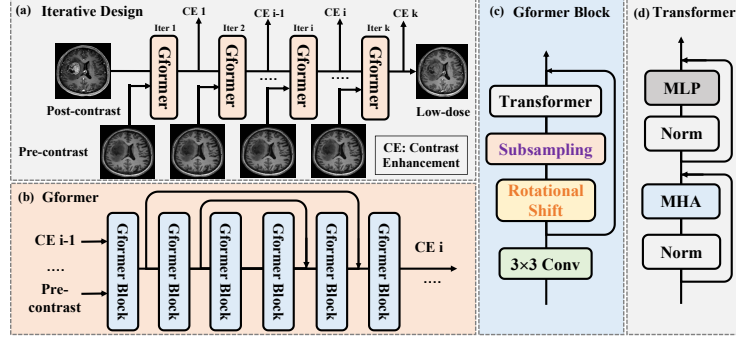 (a) Iterative Design
CE 1
CE i-1
CE i
CE k
Iter 1
Iter 2
Iter i
Iter k
Gformer
Gformer
Gformer
Gformer
....
....
Post-contrast
Low-dose
Pre-contrast
CE: Contrast
Enhancement
(b) Gformer
CE i-1
....
Pre-
contrast
Gformer Block
Gformer Block
Gformer Block
Gformer Block
Gformer Block
Gformer Block
CE i
....
(c) Gformer Block
Transformer
Subsampling
Rotational
Shift
3×3 Conv
(d) Transformer
MLP
Norm
MHA
Norm